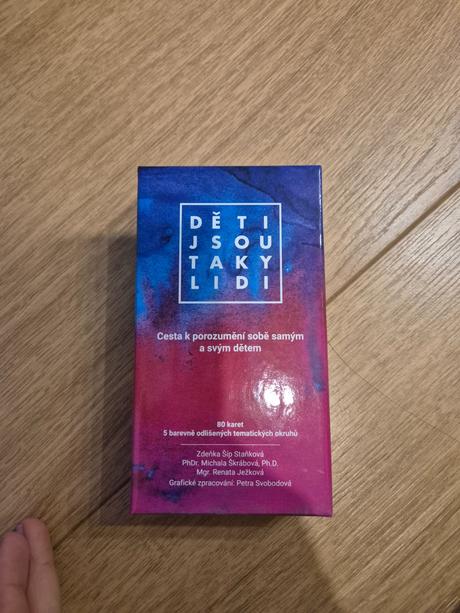 DĚTI
JSOU
TAKY
LIDI
Cesta k porozumění sobě samým
a svým dětem
80 karet
5 barevně odlišených tematických okruhů
Zdeňka Šíp Staňková
PhDr. Michala Škrábová, Ph.D.
Mgr. Renata Ježková
Grafické zpracování: Petra Svobodová